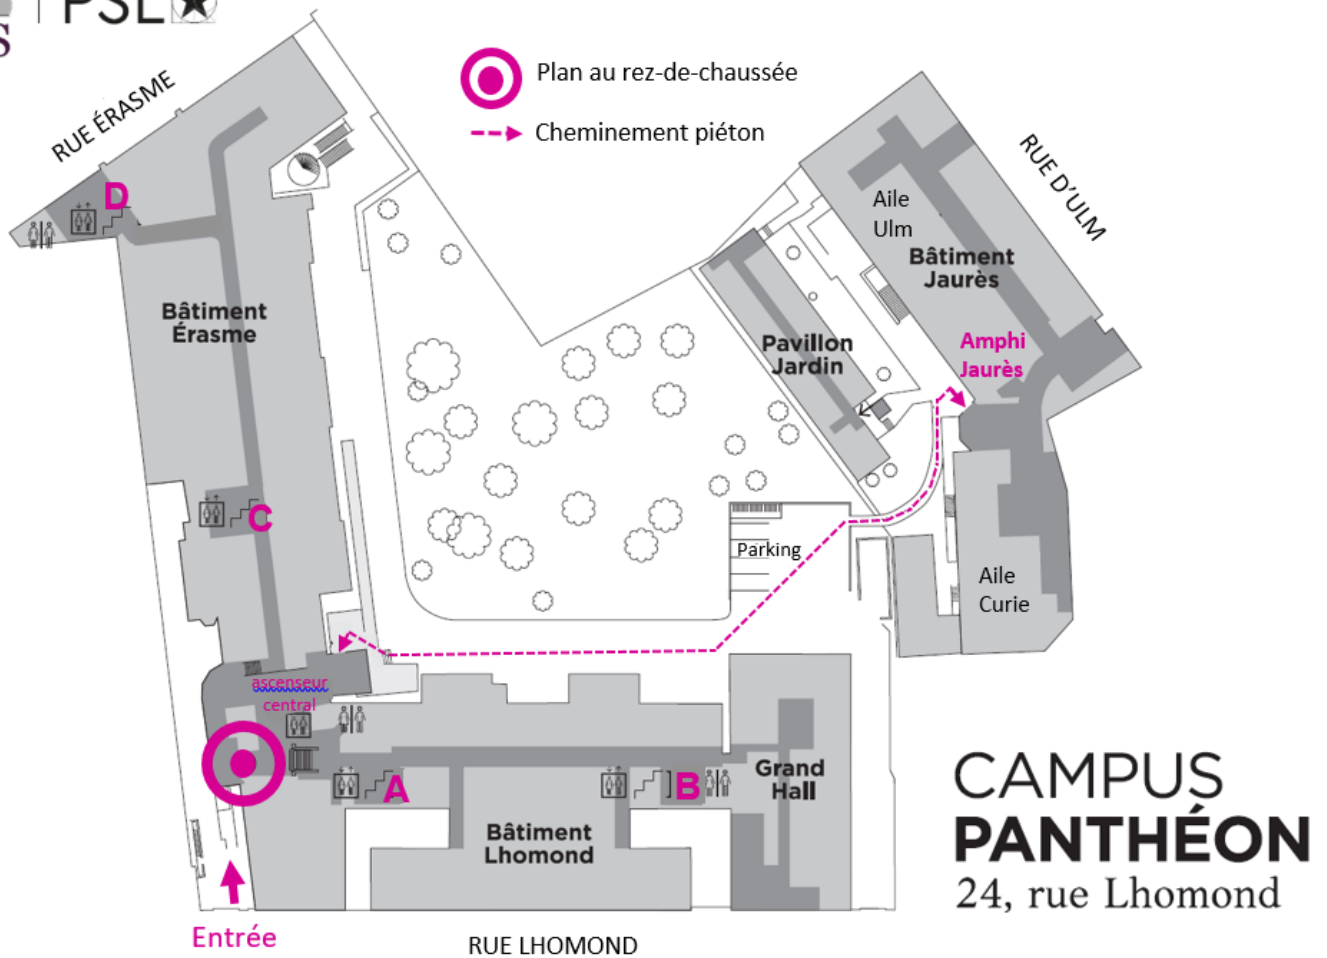 PSL
S
RUE ÉRASME
Plan au rez-de-chaussée
Cheminement piéton
RUE D'ULM
D
Aile
Ulm
Bâtiment
Jaurès
Bâtiment
Érasme
Pavillon
Jardin
Amphi
Jaurès
C
Parking
Aile
Curie
ascenseur
central
A
B
Grand
Hall
Bâtiment
Lhomond
Entrée
RUE LHOMOND
CAMPUS
PANTHÉON
24, rue Lhomond